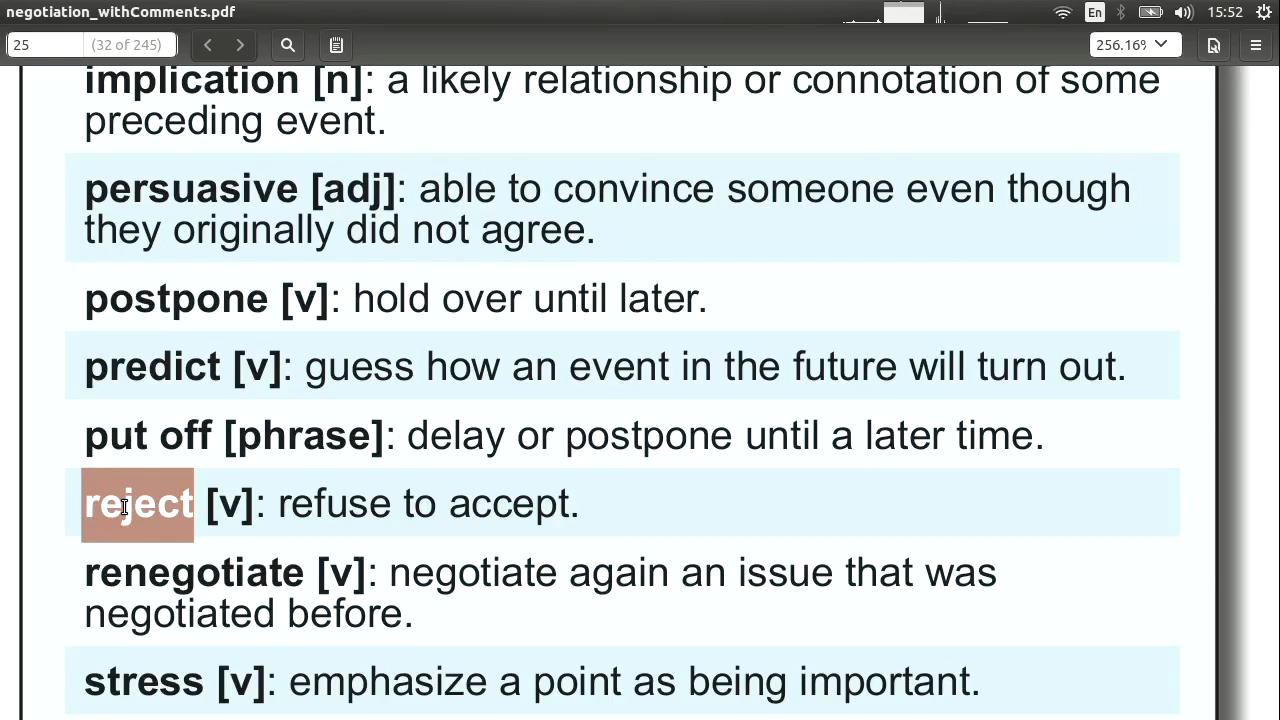 negotiation_withComments.pdf
En
15:52
25
(32 of 245)
256.16%
implication [n]: a likely relationship or connotation of some
preceding event.
persuasive [adj]: able to convince someone even though
they originally did not agree.
postpone [v]: hold over until later.
predict [v]: guess how an event in the future will turn out.
put off [phrase]: delay or postpone until a later time.
reject [v]: refuse to accept.
renegotiate [v]: negotiate again an issue that was
negotiated before.
stress [v]: emphasize a point as being important.